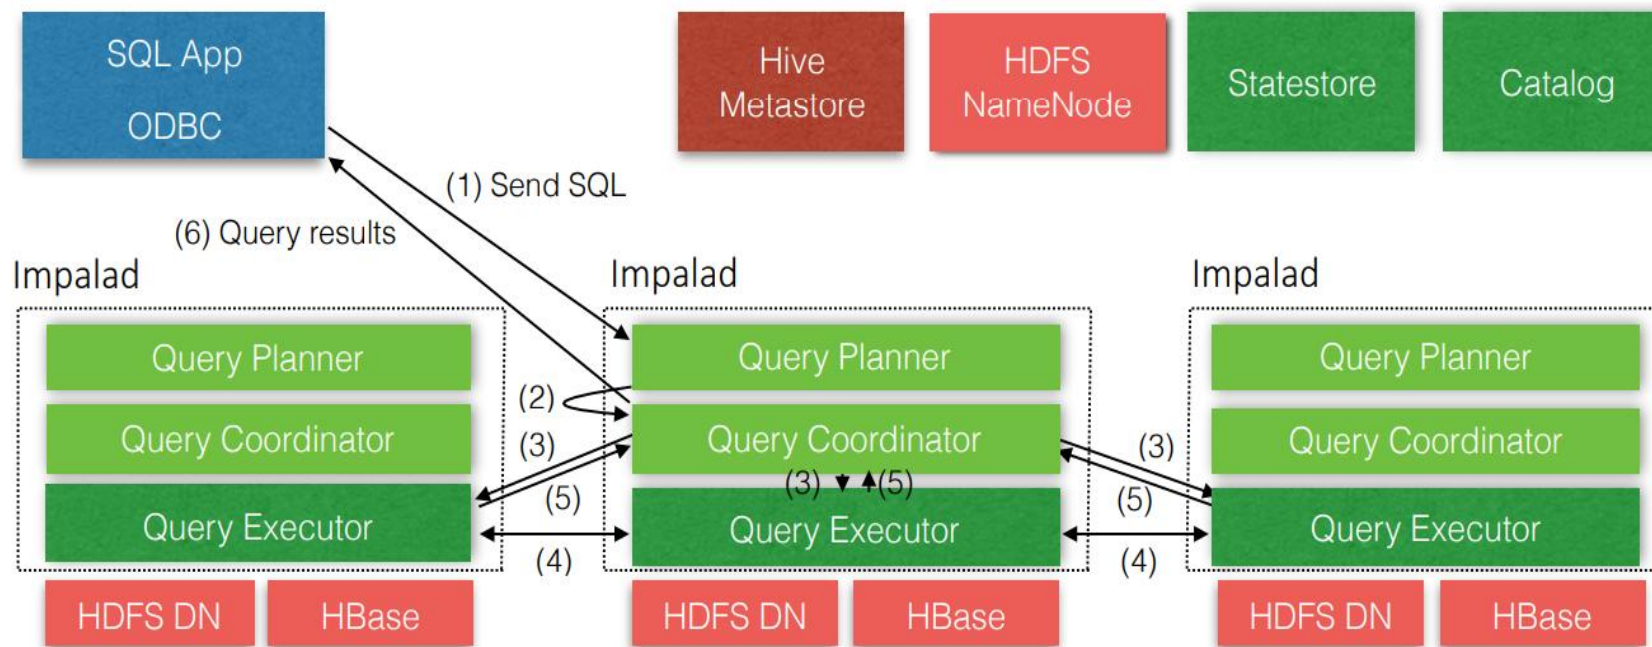 SQL App
ODBC
Hive
Metastore
HDFS
NameNode
Statestore
Catalog
(1) Send SQL
(6) Query results
Impalad
Impalad
Impalad
Query Planner
Query Planner
Query Planner
(2)
Query Coordinator
(3)
Query Coordinator
(3)
Query Coordinator
(3)
(5)
(5)
(5)
Query Executor
Query Executor
Query Executor
(4)
(4)
HDFS DN
HBase
HDFS DN
HBase
HDFS DN
HBase